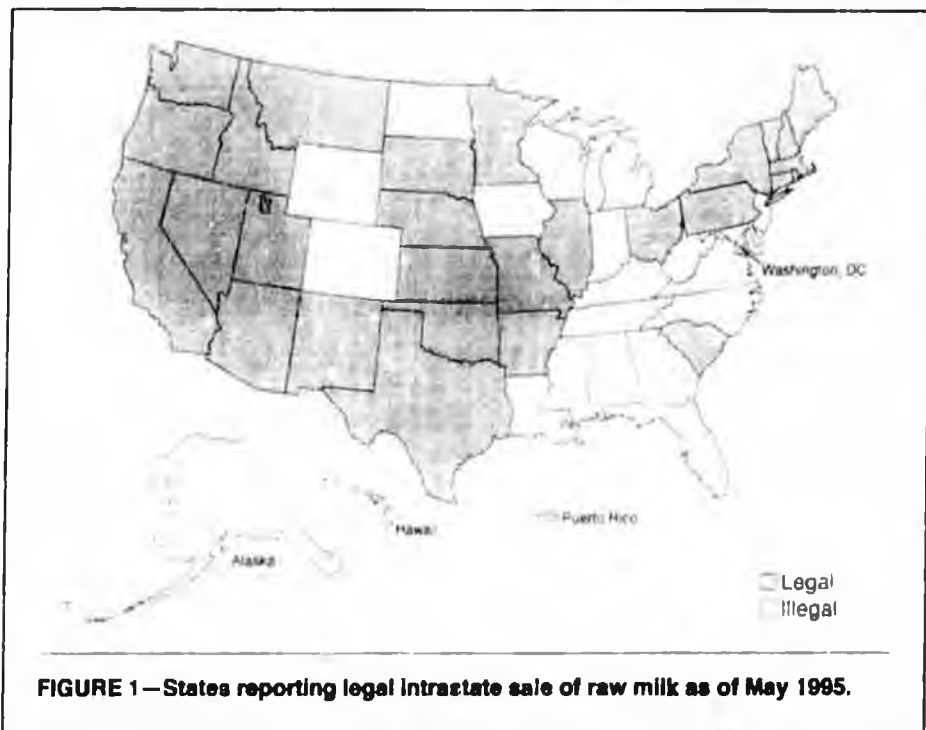 Washington, DC
Puerto Rico
Hawaii
Alaska
Legal
Illegal
FIGURE 1—States reporting legal intrastate sale of raw milk as of May 1995.